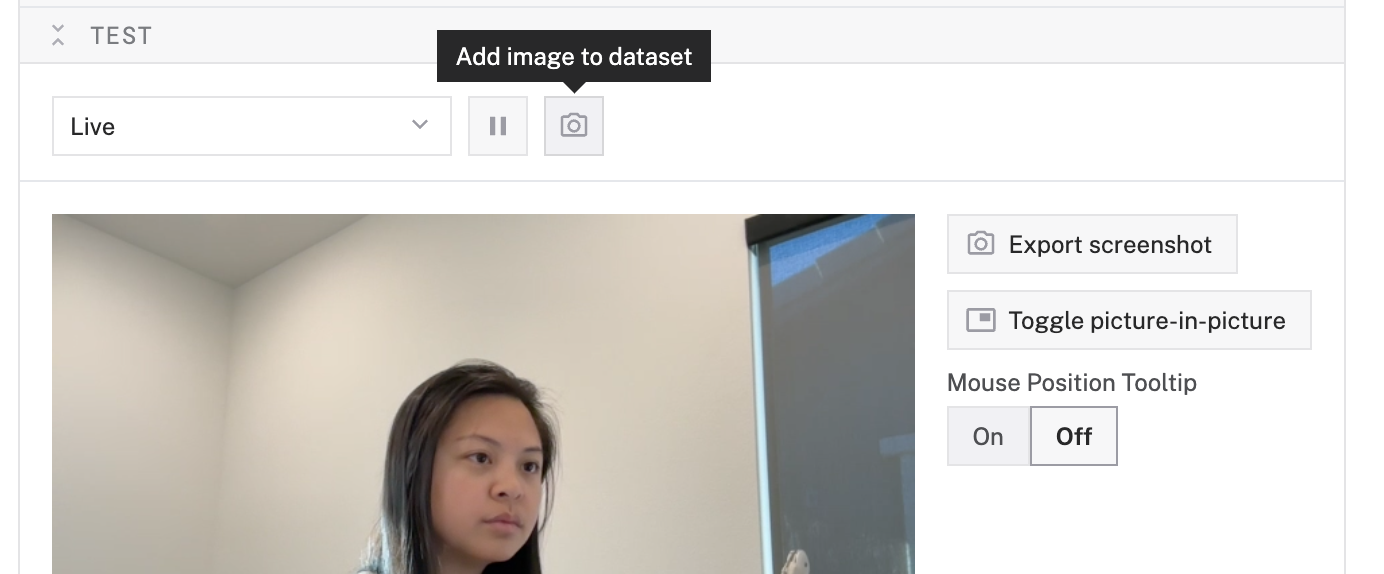 TEST
Add image to dataset
Live
Export screenshot
Toggle picture-in-picture
Mouse Position Tooltip
On Off